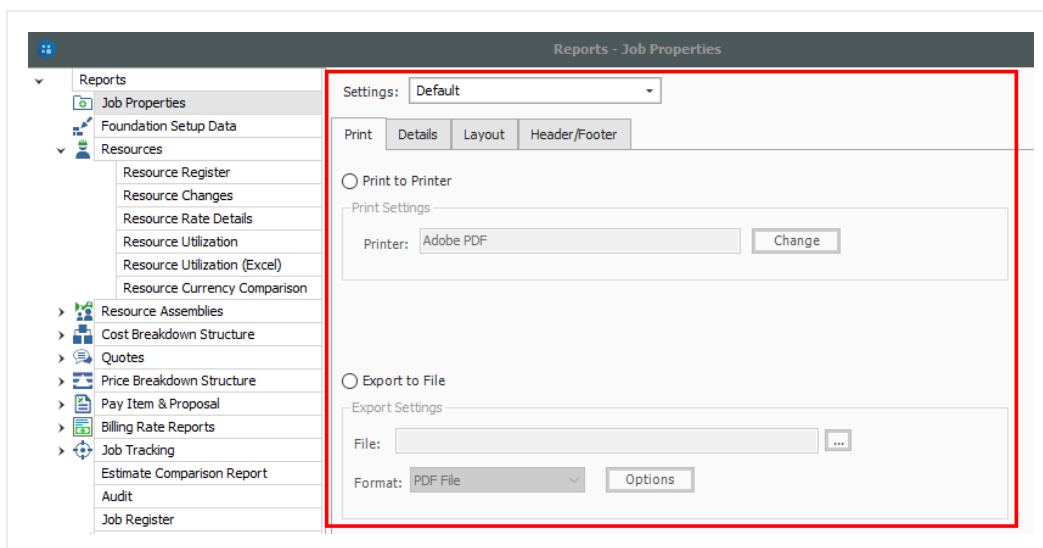 Reports - Job Properties
Reports
Job Properties
Foundation Setup Data
Resources
Resource Register
Resource Changes
Resource Rate Details
Resource Utilization
Resource Utilization (Excel)
Resource Currency Comparison
Resource Assemblies
Cost Breakdown Structure
Quotes
Price Breakdown Structure
Pay Item & Proposal
Billing Rate Reports
Job Tracking
Estimate Comparison Report
Audit
Job Register
Settings: Default
Print Details Layout Header/Footer
Print to Printer
Print Settings
Printer: Adobe PDF Change
Export to File
Export Settings
File: ...
Format: PDF File Options